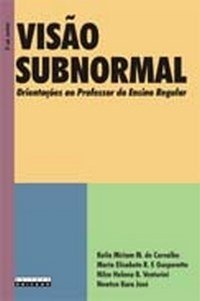 VISÃO
SUBNORMAL
Orientações ao Professor do Ensino Regular
Keila Miriam M. de Carvalho
Maria Elisabete R. F. Gasparetto
Nilze Helena B. Venturini
Newton Kara José